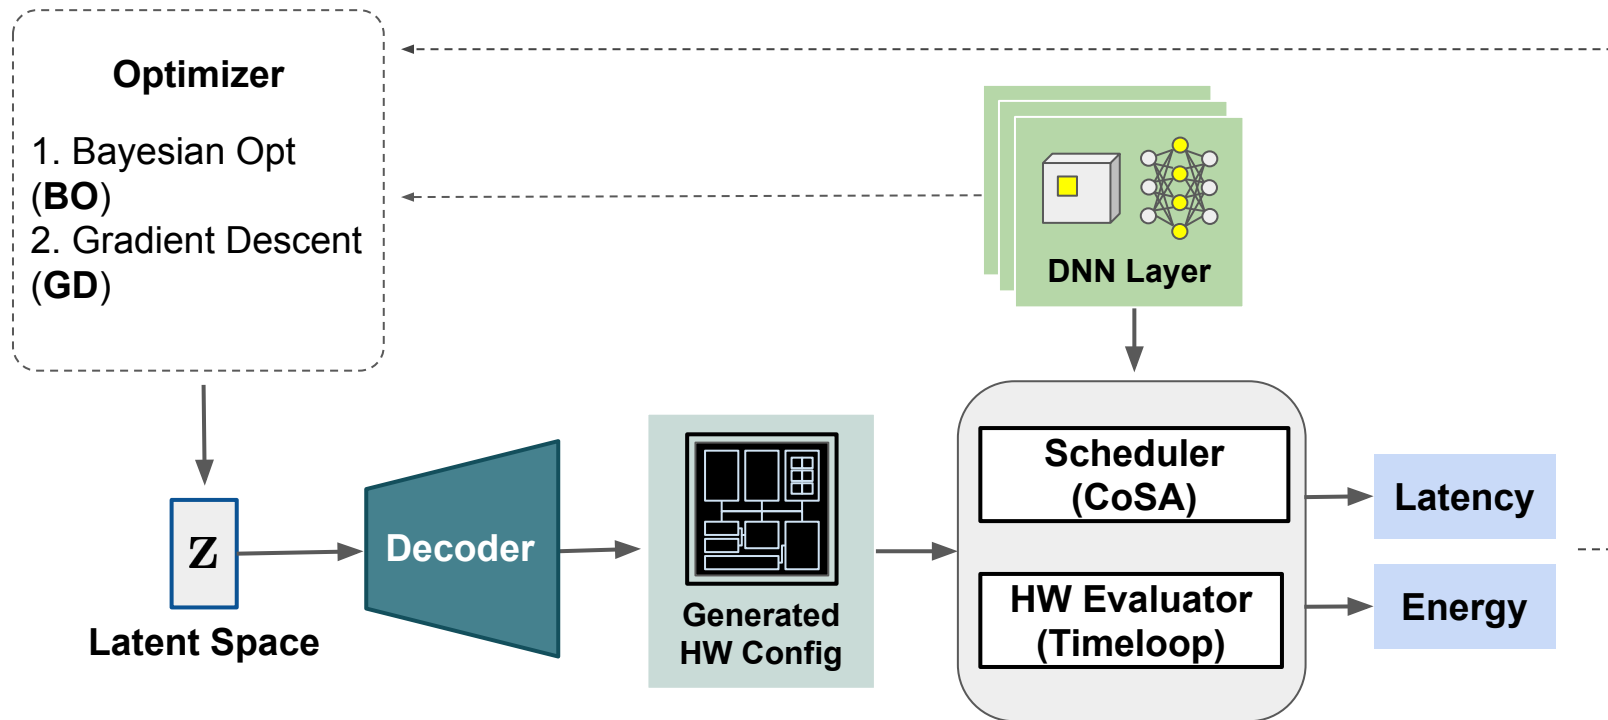 Optimizer
1. Bayesian Opt
(BO)
2. Gradient Descent
(GD)
DNN Layer
Z
Latent Space
Decoder
Generated
HW Config
Scheduler
(CoSA)
HW Evaluator
(Timeloop)
Latency
Energy